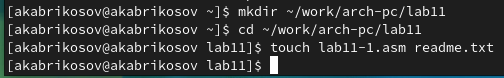 [akabrikosov@akabrikosov ~]$ mkdir ~/work/arch-pc/lab11
[akabrikosov@akabrikosov ~]$ cd ~/work/arch-pc/lab11
[akabrikosov@akabrikosov lab11]$ touch lab11-1.asm readme.txt
[akabrikosov@akabrikosov lab11]$